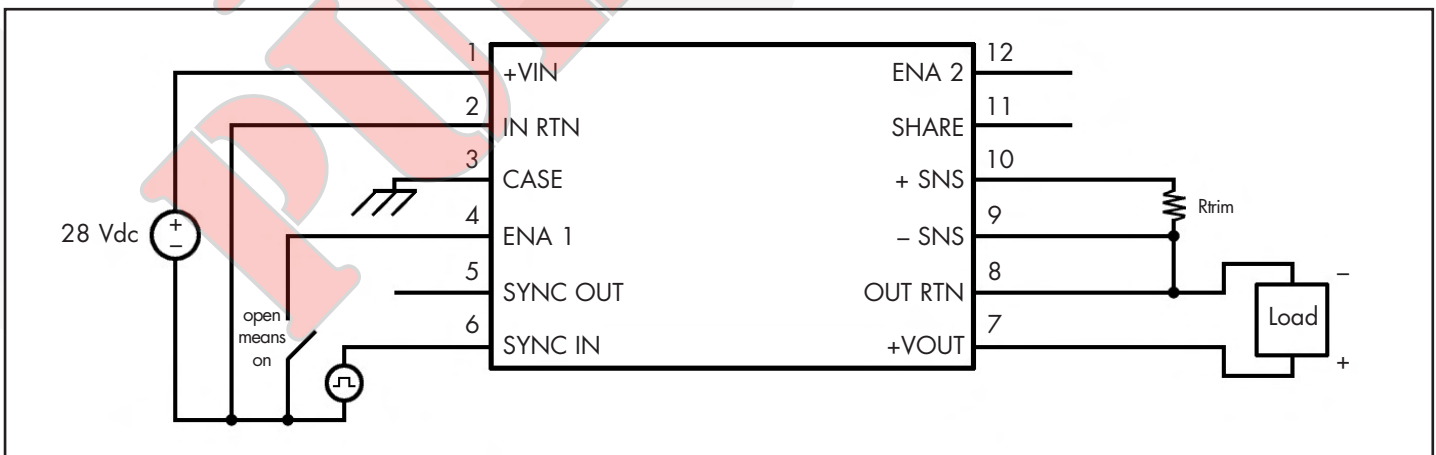 1
+VIN
2
IN RTN
3
CASE
4
ENA 1
5
SYNC OUT
6
SYNC IN
12
ENA 2
11
SHARE
10
+ SNS
9
– SNS
8
OUT RTN
7
+VOUT
28 Vdc
+
–
open
means
on
Rtrim
–
Load
+